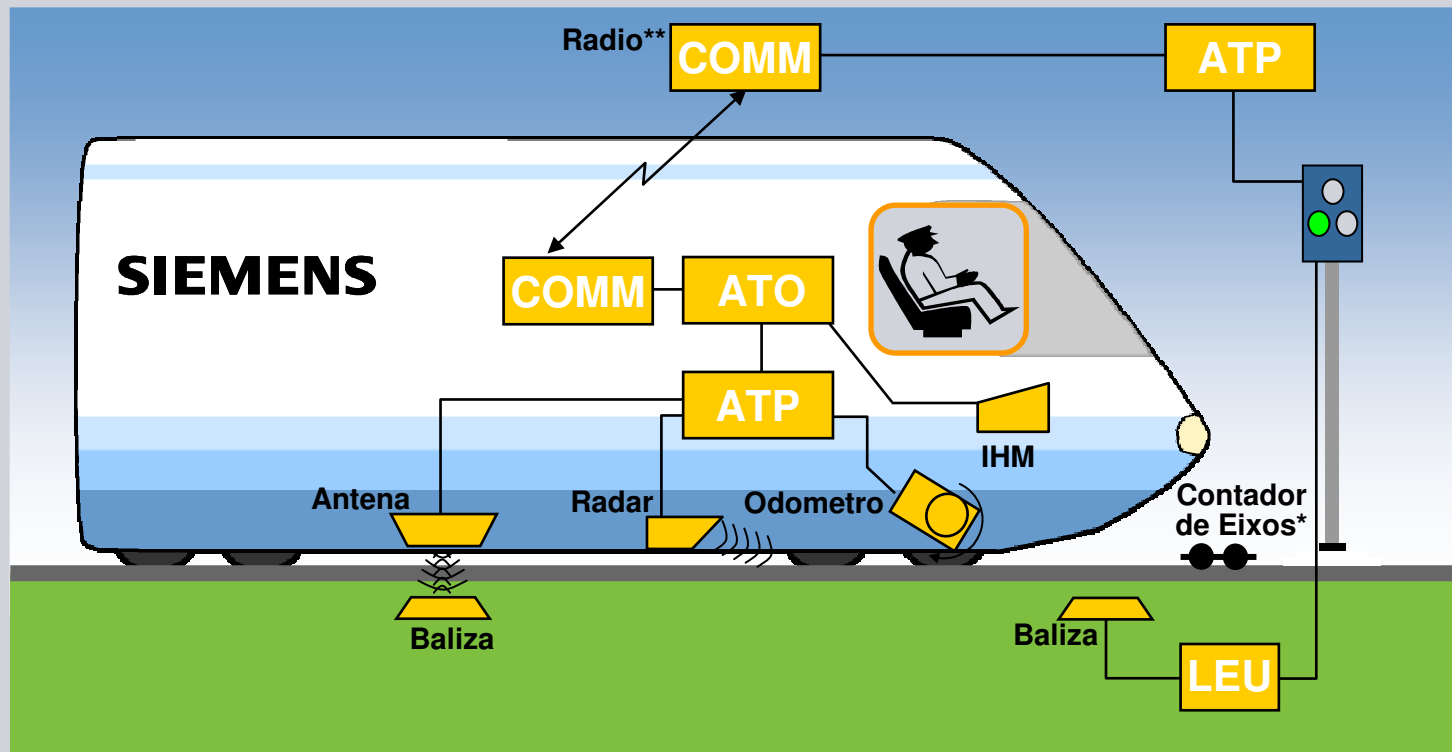 Radio**
COMM
ATP
SIEMENS
COMM
ATO
ATP
IHM
Antena
Radar
Odometro
Contador
de Eixos*
Baliza
Baliza
LEU